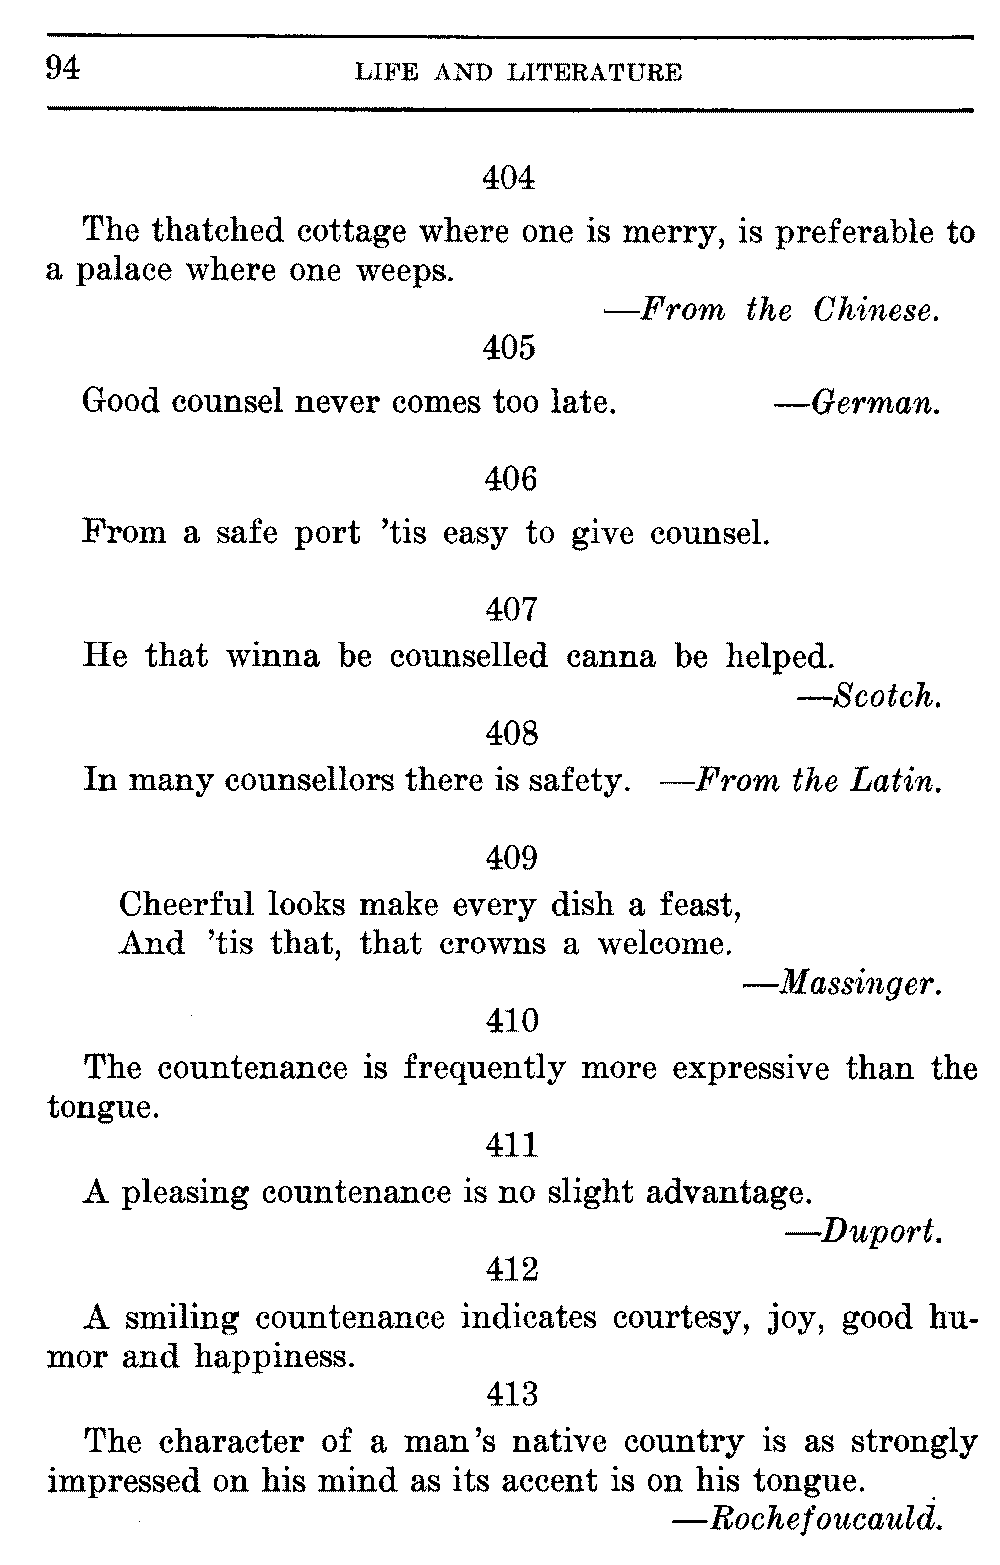 94 LIFE AND LITERATURE
404
The thatched cottage where one is merry, is preferable to
a palace where one weeps.
—From the Chinese.
405
Good counsel never comes too late. —German.
406
From a safe port ’tis easy to give counsel.
407
He that winna be counselled canna be helped.
—Scotch.
408
In many counsellors there is safety. —From the Latin.
409
Cheerful looks make every dish a feast,
And ’tis that, that crowns a welcome.
—Massinger.
410
The countenance is frequently more expressive than the
tongue.
411
A pleasing countenance is no slight advantage.
—Duport.
412
A smiling countenance indicates courtesy, joy, good hu-
mor and happiness.
413
The character of a man’s native country is as strongly
impressed on his mind as its accent is on his tongue.
—Rochefoucauld.